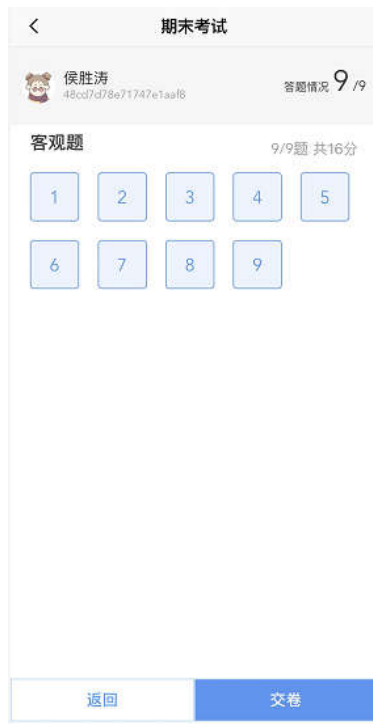 期末考试
侯胜涛
48cd7d78e71747e1aaf8
答题情况 9 /9
客观题
9/9题 共16分
1 2 3 4 5
6 7 8 9
返回 交卷